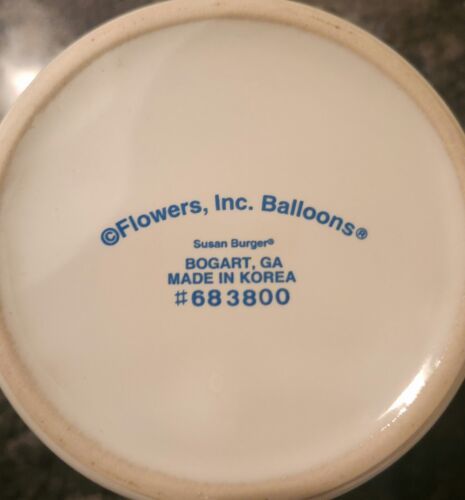 ©Flowers, Inc. Balloons®
Susan Burger®
BOGART, GA
MADE IN KOREA
#683800